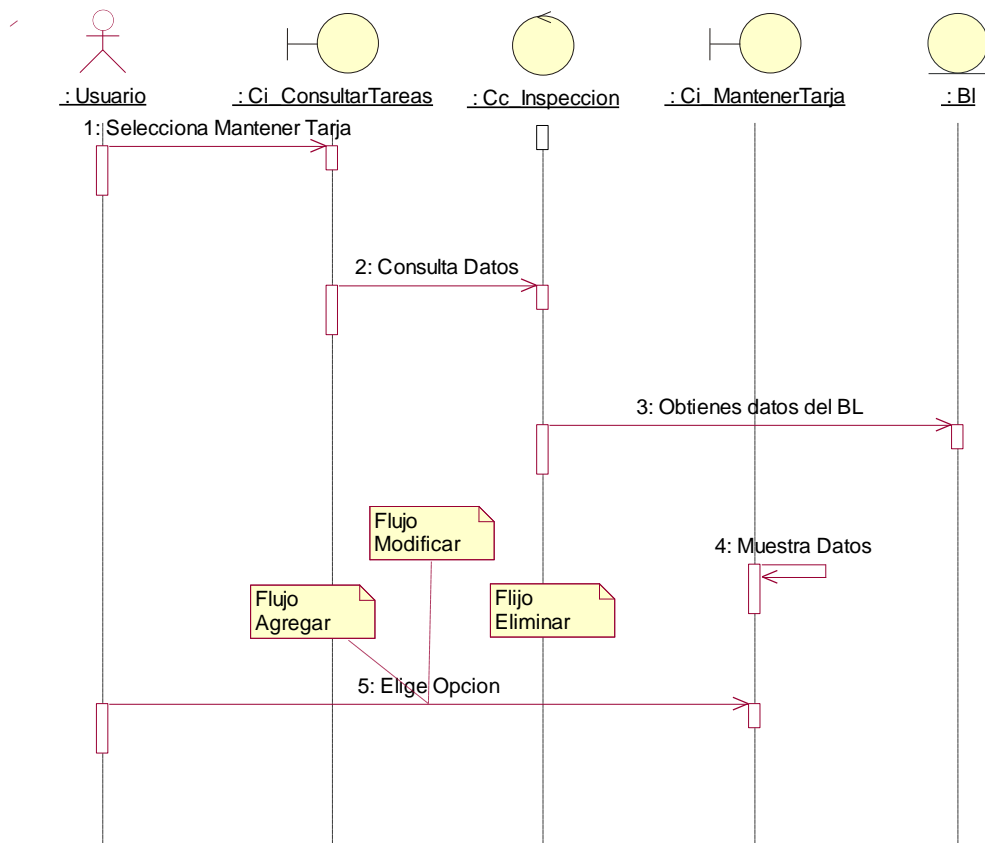 : Usuario
: Ci_ConsultarTareas
: Cc_Inspeccion
: Ci_MantenerTarja
: Bl
1: Selecciona Mantener Tarja
2: Consulta Datos
3: Obtienes datos del BL
Flujo
Modificar
4: Muestra Datos
Flujo
Agregar
Flijo
Eliminar
5: Elige Opcion